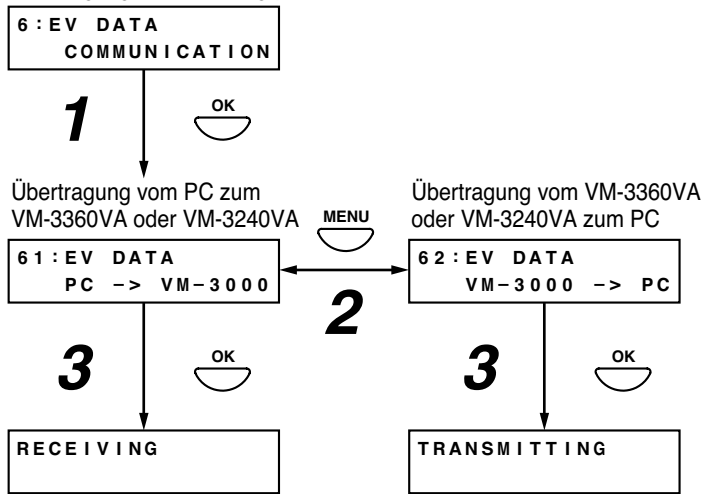 6:EV DATA
COMMUNICATION
1
OK
Übertragung vom PC zum
VM-3360VA oder VM-3240VA
MENU
Übertragung vom VM-3360VA
oder VM-3240VA zum PC
61:EV DATA
PC –> VM–3000
2
62:EV DATA
VM–3000 –> PC
3
OK
3
OK
RECEIVING
TRANSMITTING